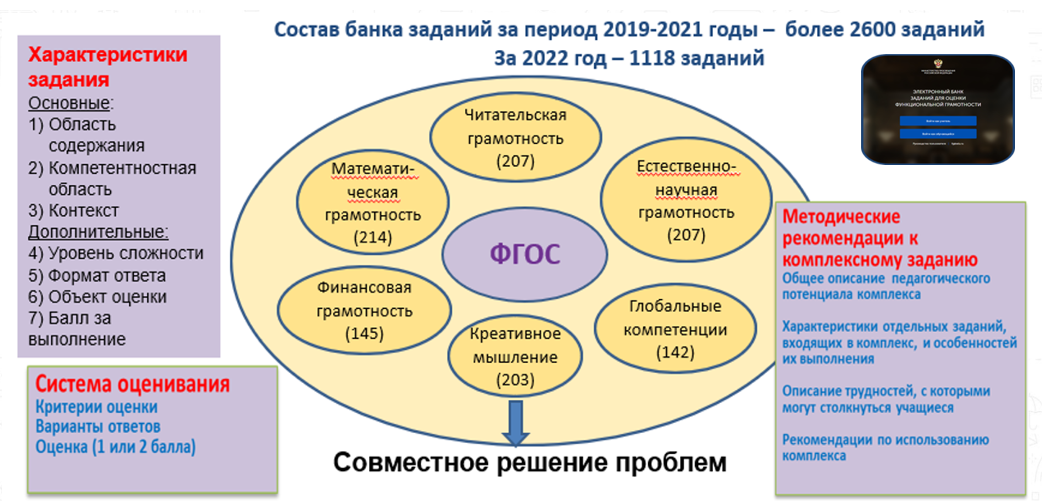 Состав банка заданий за период 2019-2021 годы – более 2600 заданий
За 2022 год – 1118 заданий
Характеристики
задания
Основные:
1) Область
содержания
2) Компетентностная
область
3) Контекст
Дополнительные:
4) Уровень сложности
5) Формат ответа
6) Объект оценки
7) Балл за
выполнение
Система оценивания
Критерии оценки
Варианты ответов
Оценка (1 или 2 балла)
Читательская
грамотность
(207)
Математи-
ческая
грамотность
(214)
Естественно-
научная
грамотность
(207)
ФГОС
Финансовая
грамотность
(145)
Креативное
мышление
(203)
Глобальные
компетенции
(142)
Совместное решение проблем
ЭЛЕКТРОННЫЙ БАНК
ЗАДАНИЙ ДЛЯ ОЦЕНКИ
ФУНКЦИОНАЛЬНОЙ ГРАМОТНОСТИ
Методические
рекомендации к
комплексному заданию
Общее описание педагогического
потенциала комплекса
Характеристики отдельных заданий,
входящих в комплекс, и особенностей
их выполнения
Описание трудностей, с которыми
могут столкнуться учащиеся
Рекомендации по использованию
комплекса